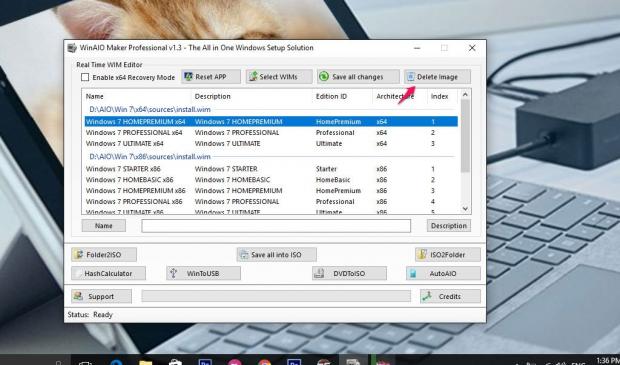 WinAIO Maker Professional v1.3 - The All in One Windows Setup Solution
Real Time WIM Editor
Enable x64 Recovery Mode Reset APP Select WIMs Save all changes Delete Image
Name Description Edition ID Architecture Index
D:\AIO\Win 7\x64\sources\install.wim
Windows 7 HOMEPREMIUM x64 Windows 7 HOMEPREMIUM HomePremium x64 1
Windows 7 PROFESSIONAL x64 Windows 7 PROFESSIONAL Professional x64 2
Windows 7 ULTIMATE x64 Windows 7 ULTIMATE Ultimate x64 3
D:\AIO\Win 7\x86\sources\install.wim
Windows 7 STARTER x86 Windows 7 STARTER Starter x86 1
Windows 7 HOMEBASIC x86 Windows 7 HOMEBASIC HomeBasic x86 2
Windows 7 HOMEPREMIUM x86 Windows 7 HOMEPREMIUM HomePremium x86 3
Windows 7 PROFESSIONAL x86 Windows 7 PROFESSIONAL Professional x86 4
Windows 7 ULTIMATE x86 Windows 7 ULTIMATE Ultimate x86 5
Name Description
Folder2ISO Save all into ISO ISO2Folder
HashCalculator WinToUSB DVDToISO AutoAIO
Support Credits
Status: Ready
ENG 1:36 PM